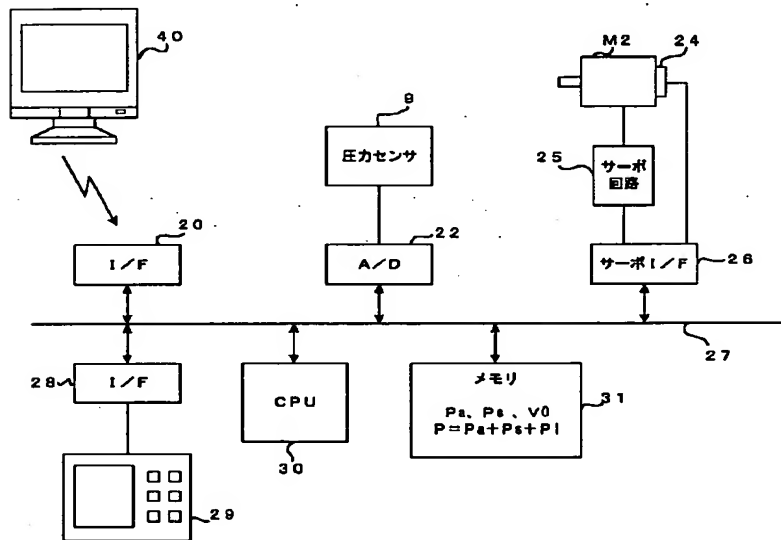 40
M2
24
9
圧力センサ
25
サーボ
回路
20
I/F
22
A/D
サーボI/F
26
27
28
I/F
CPU
30
メモリ
Pa、Ps、V0
P=Pa+Ps+Pl
31
29